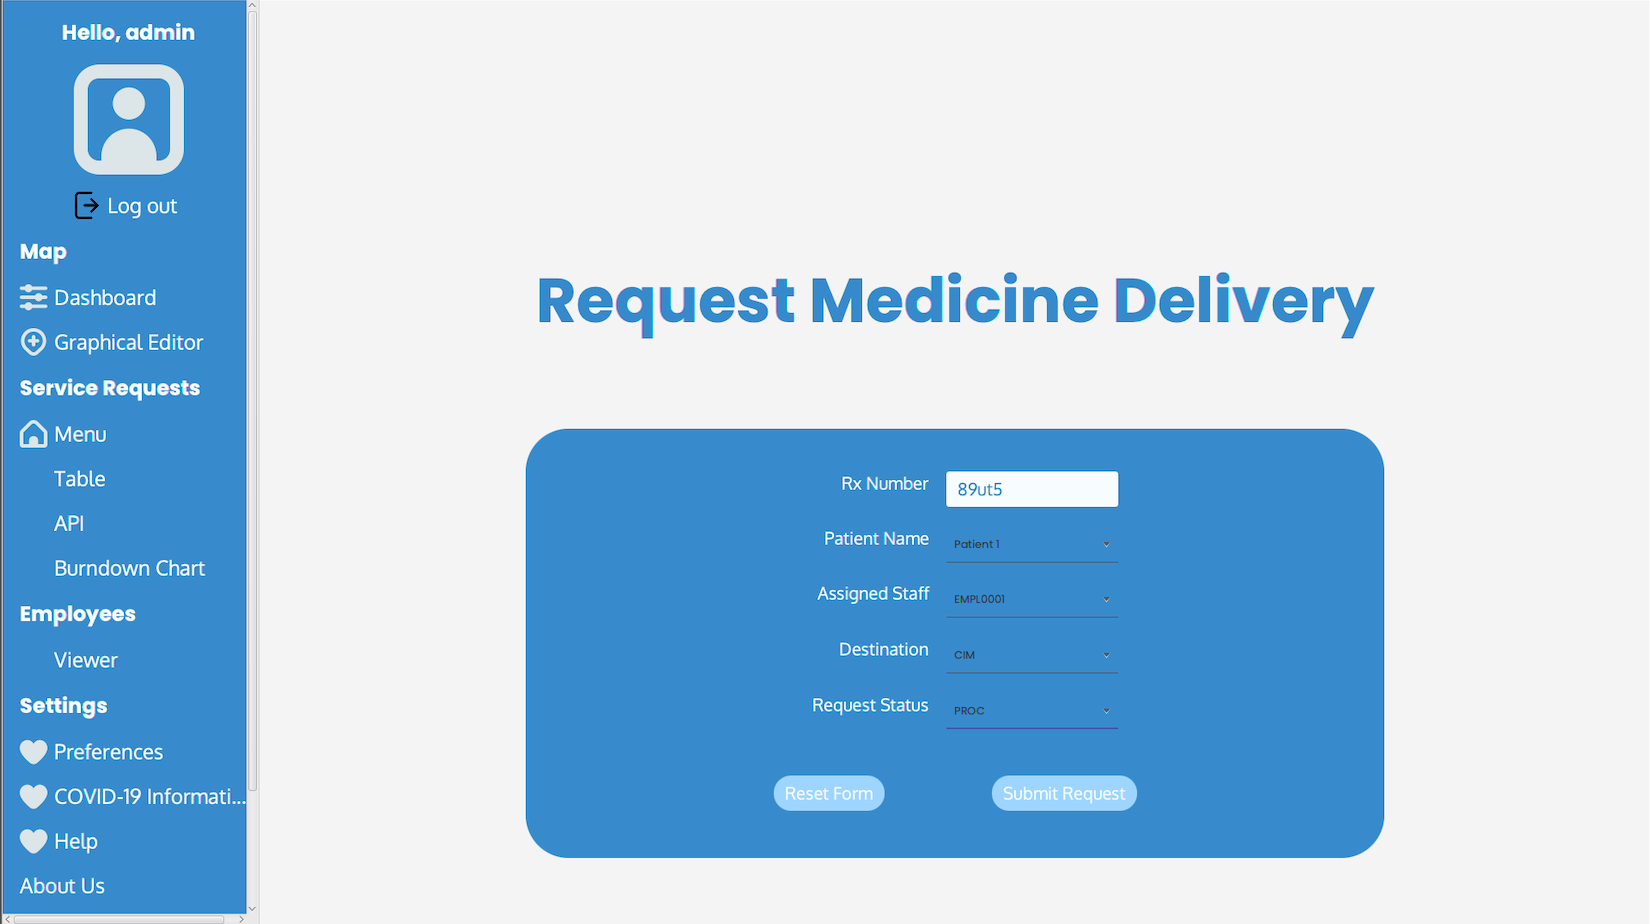 Hello, admin
Log out
Map
Dashboard
Graphical Editor
Service Requests
Menu
Table
API
Burndown Chart
Employees
Viewer
Settings
Preferences
COVID-19 Informati...
Help
About Us
Request Medicine Delivery
Rx Number 89ut5
Patient Name Patient 1
Assigned Staff EMPL0001
Destination CIM
Request Status PROC
Reset Form Submit Request